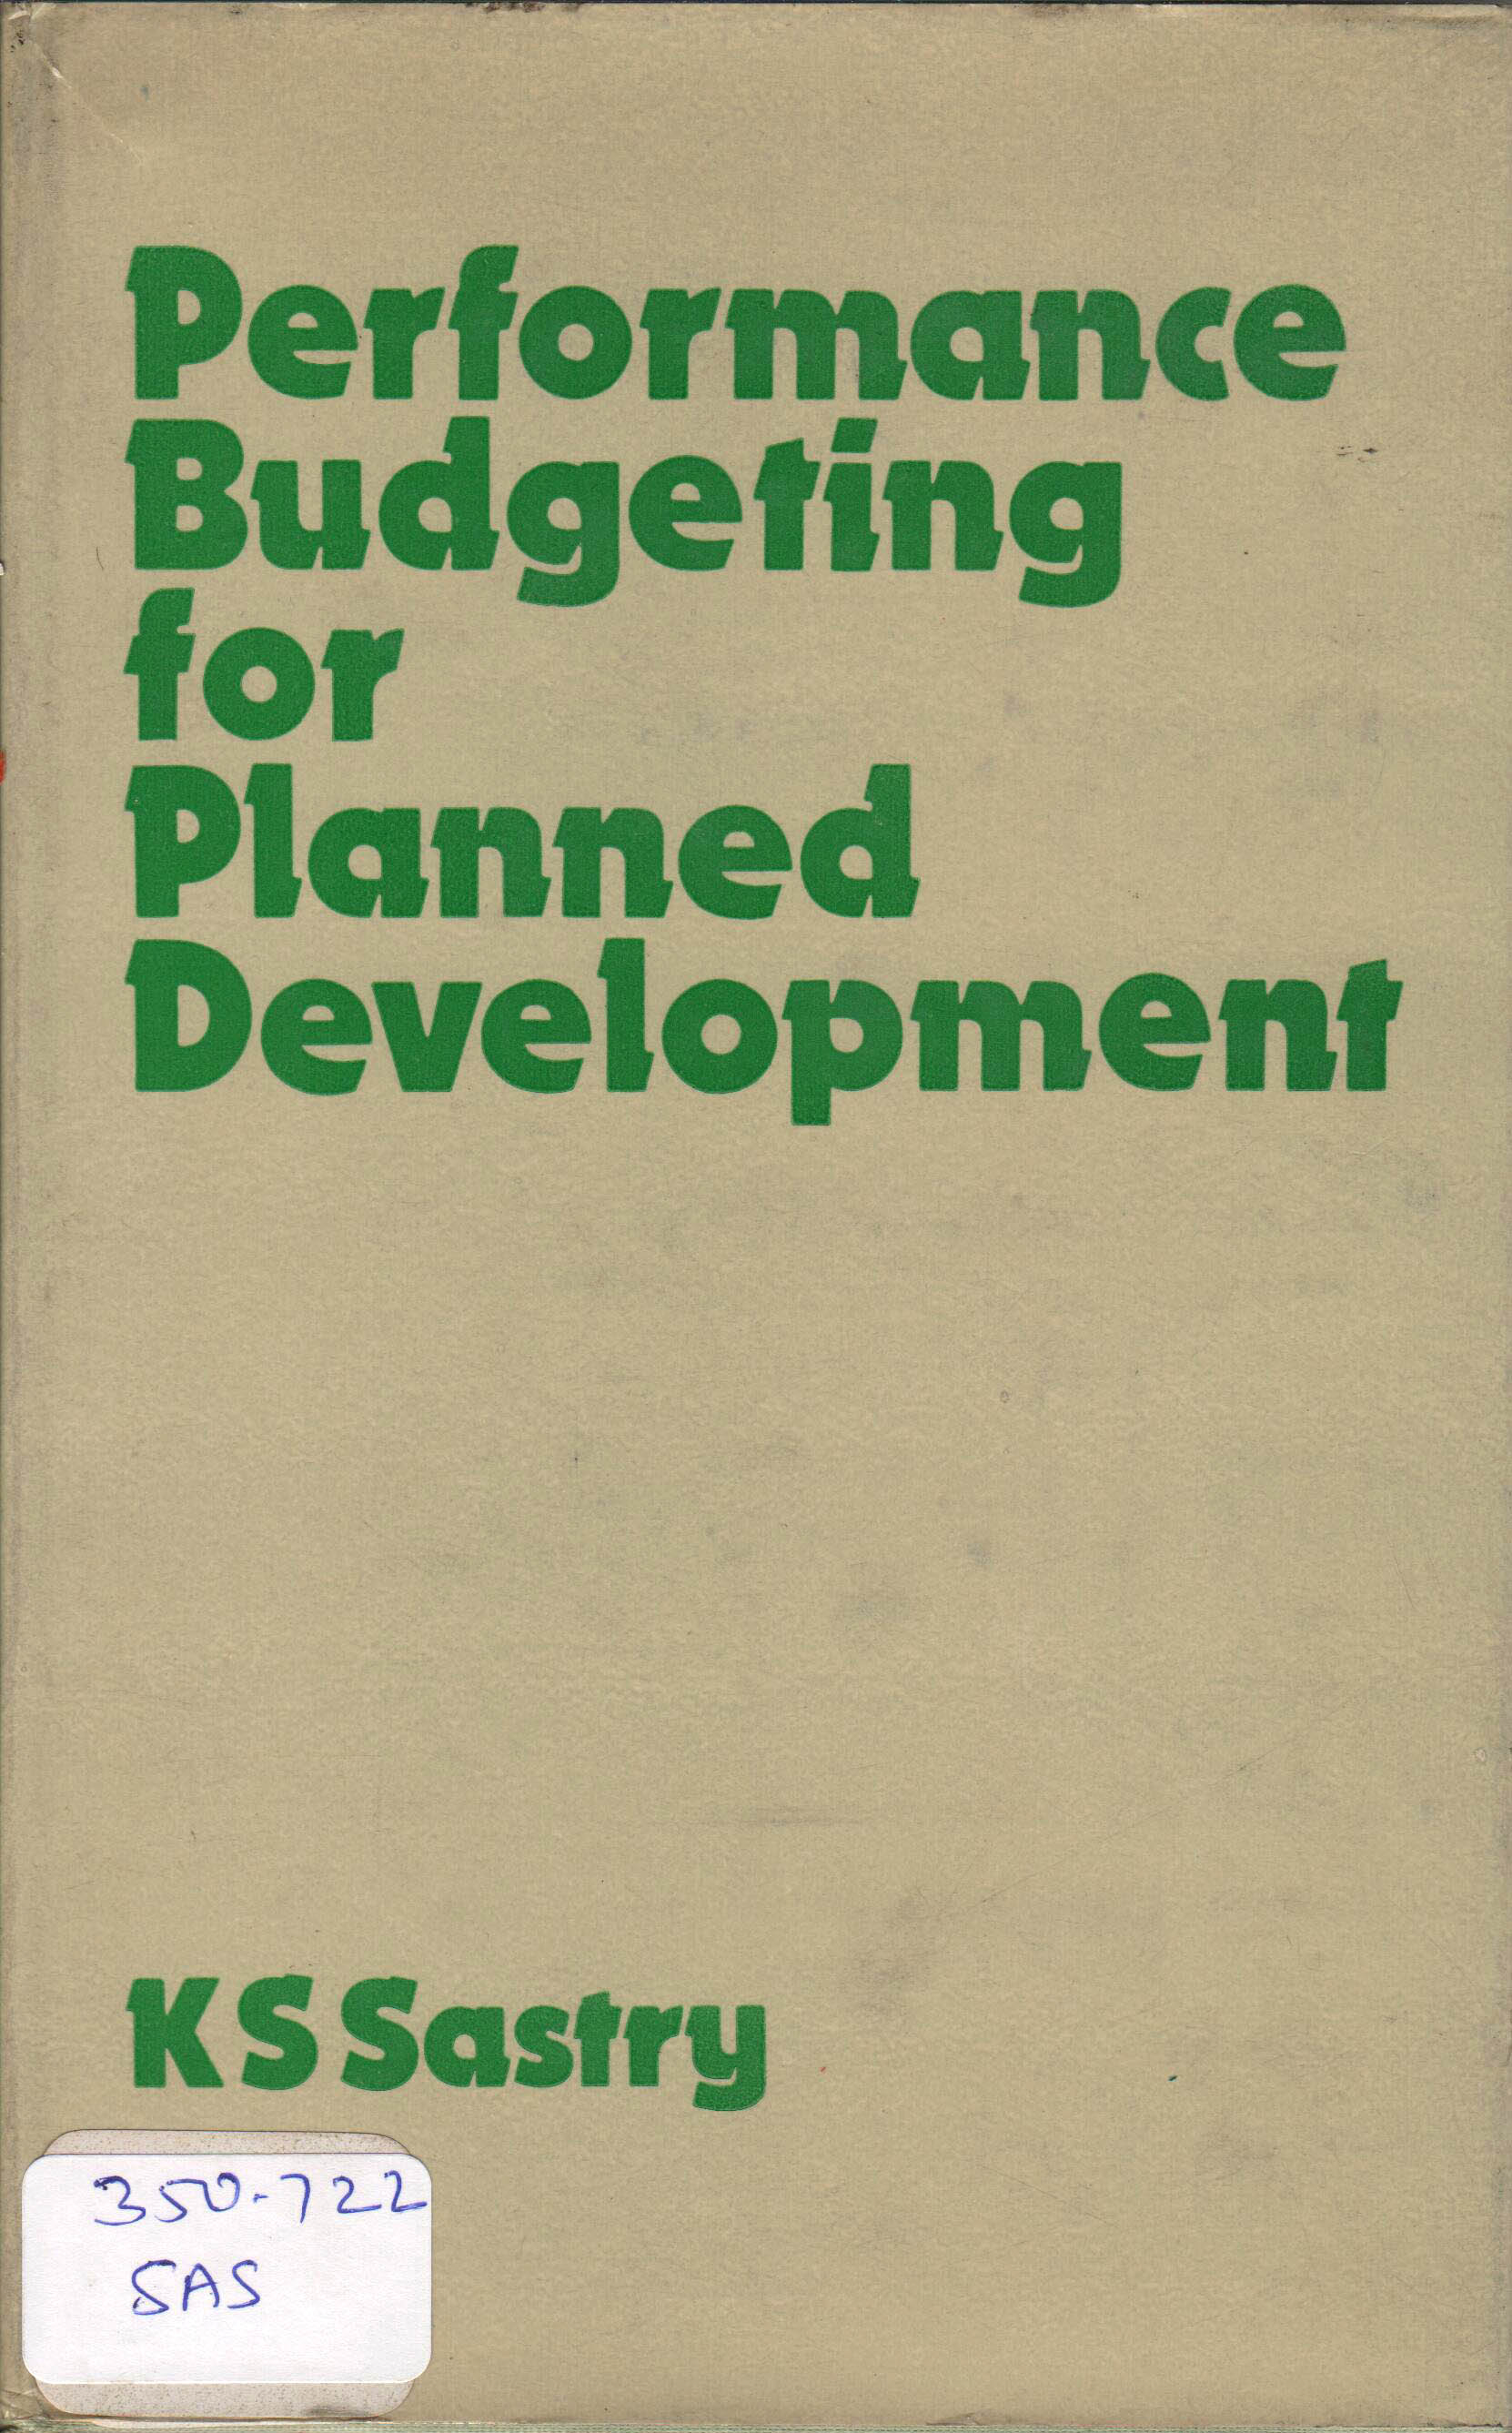 Performance
Budgeting
for
Planned
Development
K S Sastry
350.722
SAS